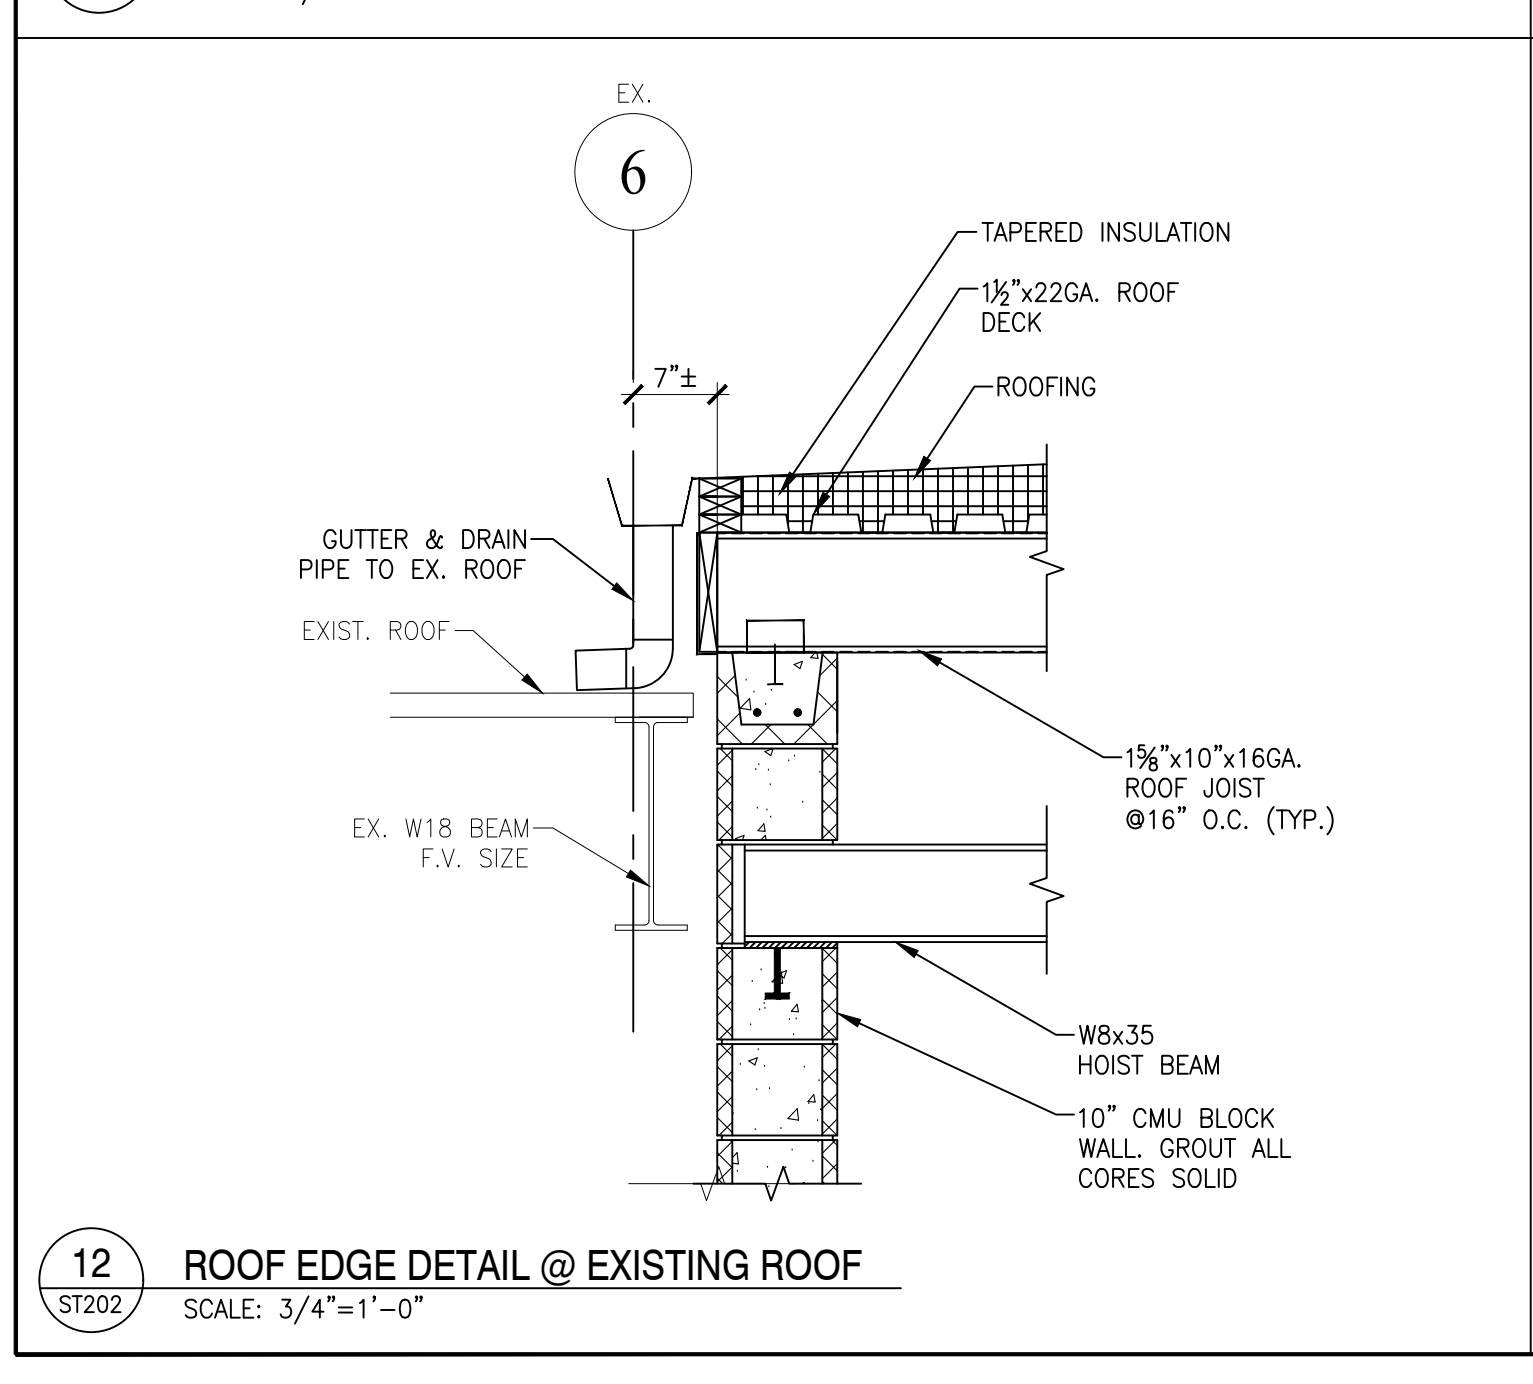 EX.
6
TAPERED INSULATION
1½”x22GA. ROOF
DECK
7”±
ROOFING
GUTTER & DRAIN
PIPE TO EX. ROOF
EXIST. ROOF
1⅝”x10”x16GA.
ROOF JOIST
@16” O.C. (TYP.)
EX. W18 BEAM
F.V. SIZE
W8x35
HOIST BEAM
10” CMU BLOCK
WALL. GROUT ALL
CORES SOLID
12
ST202
ROOF EDGE DETAIL @ EXISTING ROOF
SCALE: 3/4”=1’-0”